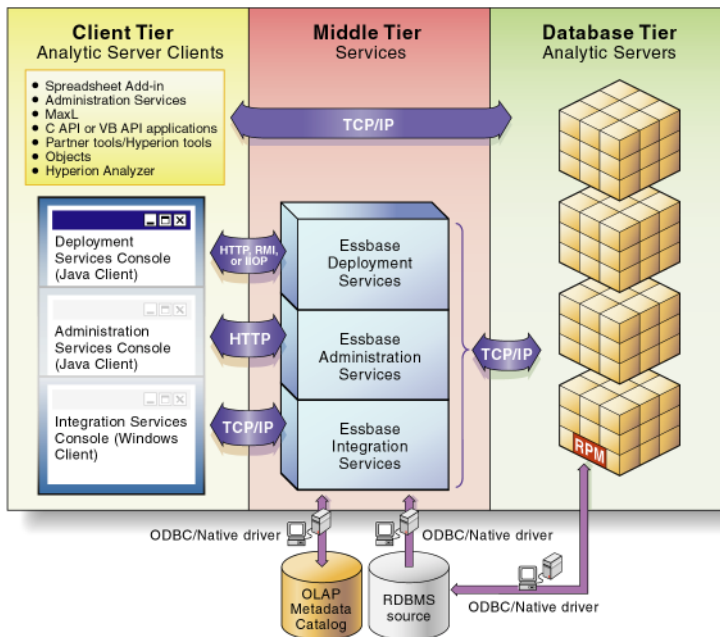 Client Tier
Analytic Server Clients
Middle Tier
Services
Database Tier
Analytic Servers
Spreadsheet Add-in
Administration Services
MaxL
C API or VB API applications
Partner tools/Hyperion tools
Objects
Hyperion Analyzer
TCP/IP
Deployment
Services Console
(Java Client)
HTTP, RMI,
or IIOP
Essbase
Deployment
Services
Administration
Services Console
(Java Client)
HTTP
Essbase
Administration
Services
TCP/IP
Integration Services
Console (Windows
Client)
TCP/IP
Essbase
Integration
Services
RPM
ODBC/Native driver
ODBC/Native driver
OLAP
Metadata
Catalog
RDBMS
source
ODBC/Native driver